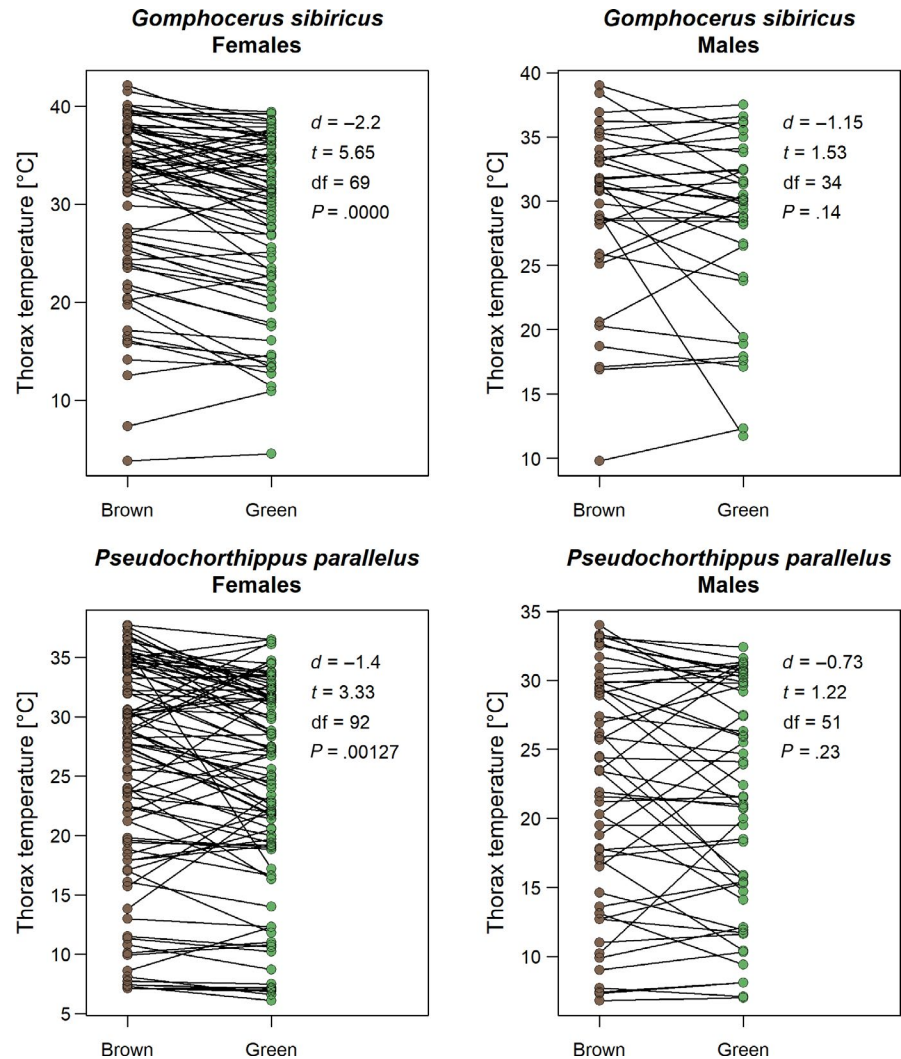 Gomphocerus sibiricus
Females
Thorax temperature [°C]
40
30
20
10
d = –2.2
t = 5.65
df = 69
P = .0000
Brown
Green
Gomphocerus sibiricus
Males
Thorax temperature [°C]
40
35
30
25
20
15
10
d = –1.15
t = 1.53
df = 34
P = .14
Brown
Green
Pseudochorthippus parallelus
Females
Thorax temperature [°C]
35
30
25
20
15
10
5
d = –1.4
t = 3.33
df = 92
P = .00127
Brown
Green
Pseudochorthippus parallelus
Males
Thorax temperature [°C]
35
30
25
20
15
10
d = –0.73
t = 1.22
df = 51
P = .23
Brown
Green